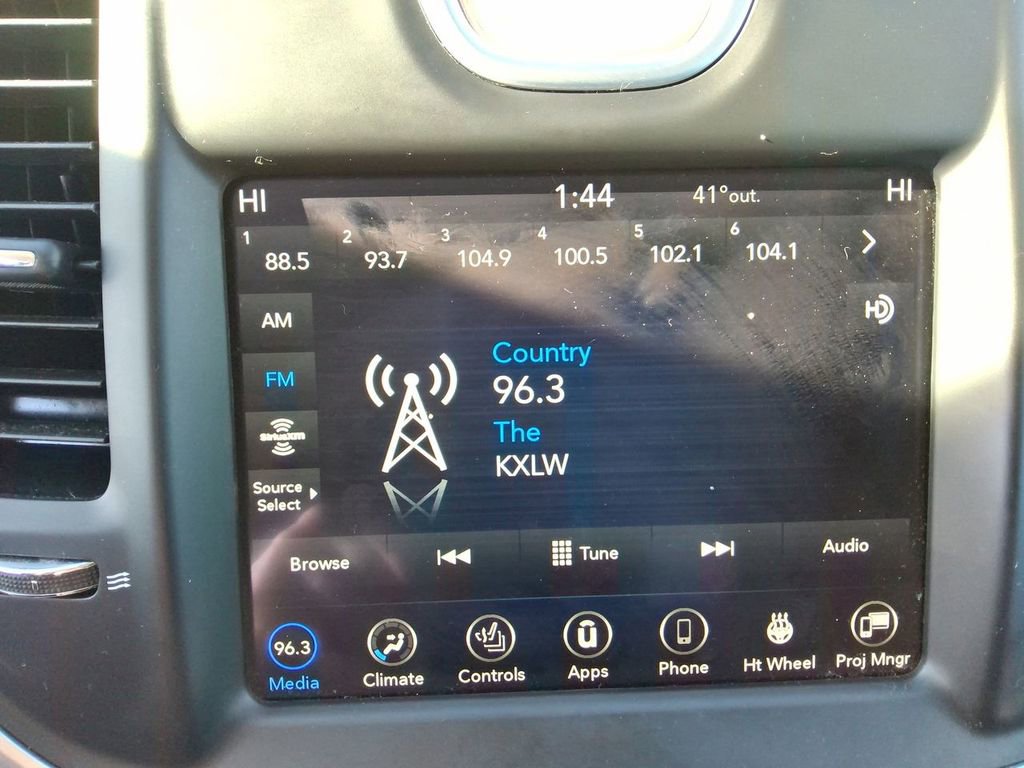 HI 1:44 41°out. HI
1 88.5 2 93.7 3 104.9 4 100.5 5 102.1 6 104.1
AM
HD
FM
Country
96.3
The
KXLW
SiriusXM
Source
Select
Browse Tune Audio
96.3
Media Climate Controls Apps Phone Ht Wheel Proj Mngr